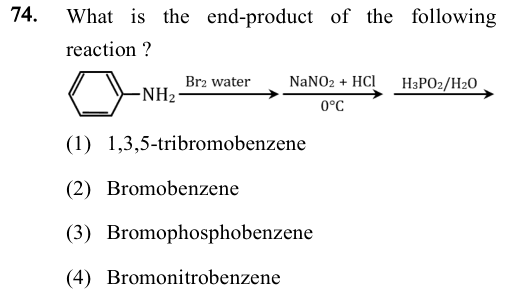 74. What is the end-product of the following
reaction ?
NH2 Br2 water NaNO2 + HCl H3PO2/H2O
0°C
(1) 1,3,5-tribromobenzene
(2) Bromobenzene
(3) Bromophosphobenzene
(4) Bromonitrobenzene